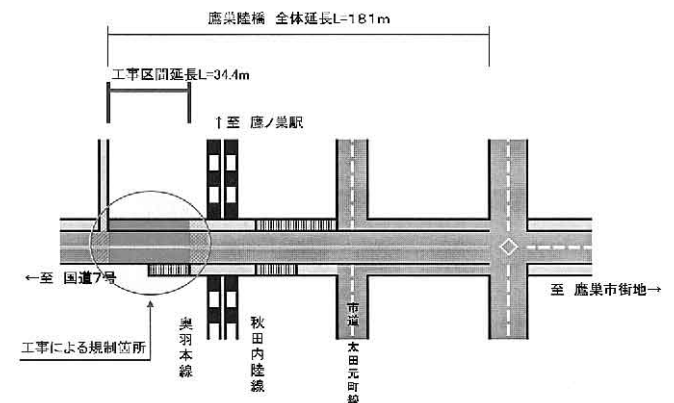 鷹巣陸橋 全体延長L=181m
工事区間延長L=34.4m
↑至 鷹ノ巣駅
←至 国道7号
至 鷹巣市街地→
工事による規制箇所
奥羽本線
秋田内陸線
市道 太田元町線